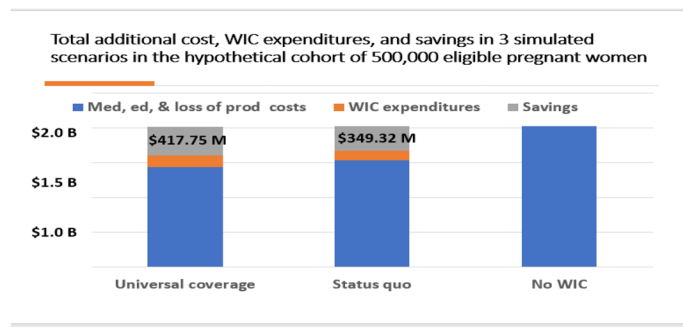 Total additional cost, WIC expenditures, and savings in 3 simulated
scenarios in the hypothetical cohort of 500,000 eligible pregnant women
Med, ed, & loss of prod costs WIC expenditures Savings
$2.0 B
$417.75 M $349.32 M
$1.5 B
$1.0 B
Universal coverage Status quo No WIC